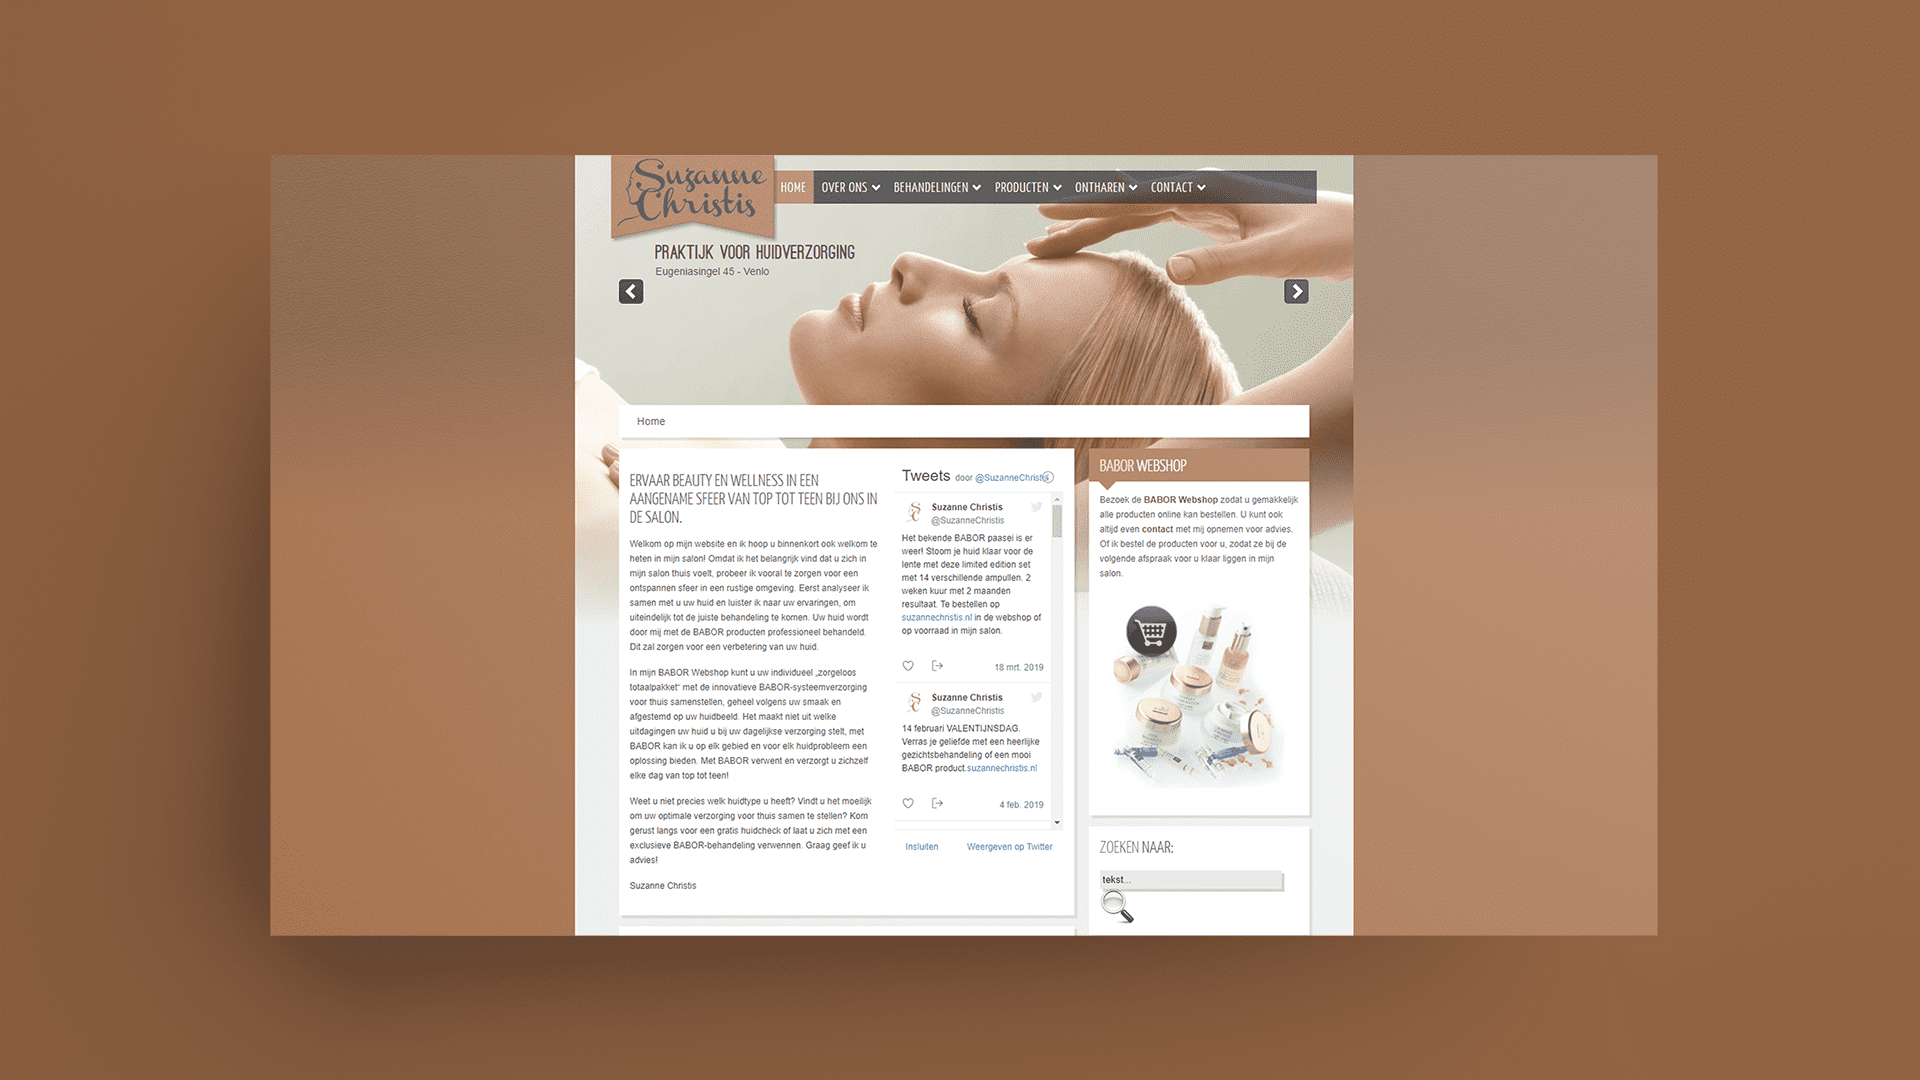 Suzanne
Christis
HOME
OVER ONS
BEHANDELINGEN
PRODUCTEN
ONTHAREN
CONTACT
PRAKTIJK VOOR HUIDVERZORGING
Eugeniasingel 45 - Venlo
Home
ERVAAR BEAUTY EN WELLNESS IN EEN
AANGENAME SFEER VAN TOP TOT TEEN BIJ ONS IN
DE SALON.
Welkom op mijn website en ik hoop u binnenkort ook welkom te
heten in mijn salon! Omdat ik het belangrijk vind dat u zich in
mijn salon thuis voelt, probeer ik vooral te zorgen voor een
ontspannen sfeer in een rustige omgeving. Eerst analyseer ik
samen met u uw huid en luister ik naar uw ervaringen, om
uiteindelijk tot de juiste behandeling te komen. Uw huid wordt
door mij met de BABOR producten professioneel behandeld.
Dit zal zorgen voor een verbetering van uw huid.
In mijn BABOR Webshop kunt u uw individueel „zorgeloos
totaalpakket“ met de innovatieve BABOR-systeemverzorging
voor thuis samenstellen, geheel volgens uw smaak en
afgestemd op uw huidbeeld. Het maakt niet uit welke
uitdagingen uw huid u bij uw dagelijkse verzorging stelt, met
BABOR kan ik u op elk gebied en voor elk huidprobleem een
oplossing bieden. Met BABOR verwent en verzorgt u zichzelf
elke dag van top tot teen!
Weet u niet precies welk huidtype u heeft? Vindt u het moeilijk
om uw optimale verzorging voor thuis samen te stellen? Kom
gerust langs voor een gratis huidcheck of laat u zich met een
exclusieve BABOR-behandeling verwennen. Graag geef ik u
advies!
Suzanne Christis
Tweets door @SuzanneChristis
Suzanne Christis
@SuzanneChristis
Het bekende BABOR paasei is er
weer! Stoom je huid klaar voor de
lente met deze limited edition set
met 14 verschillende ampullen. 2
weken kuur met 2 maanden
resultaat. Te bestellen op
suzannechristis.nl in de webshop of
op voorraad in mijn salon.
18 mrt. 2019
Suzanne Christis
@SuzanneChristis
14 februari VALENTIJNSDAG.
Verras je geliefde met een heerlijke
gezichtsbehandeling of een mooi
BABOR product.suzannechristis.nl
4 feb. 2019
Insluiten
Weergeven op Twitter
BABOR WEBSHOP
Bezoek de BABOR Webshop zodat u gemakkelijk
alle producten online kan bestellen. U kunt ook
altijd even contact met mij opnemen voor advies.
Of ik bestel de producten voor u, zodat ze bij de
volgende afspraak voor u klaar liggen in mijn
salon.
ZOEKEN NAAR:
tekst...